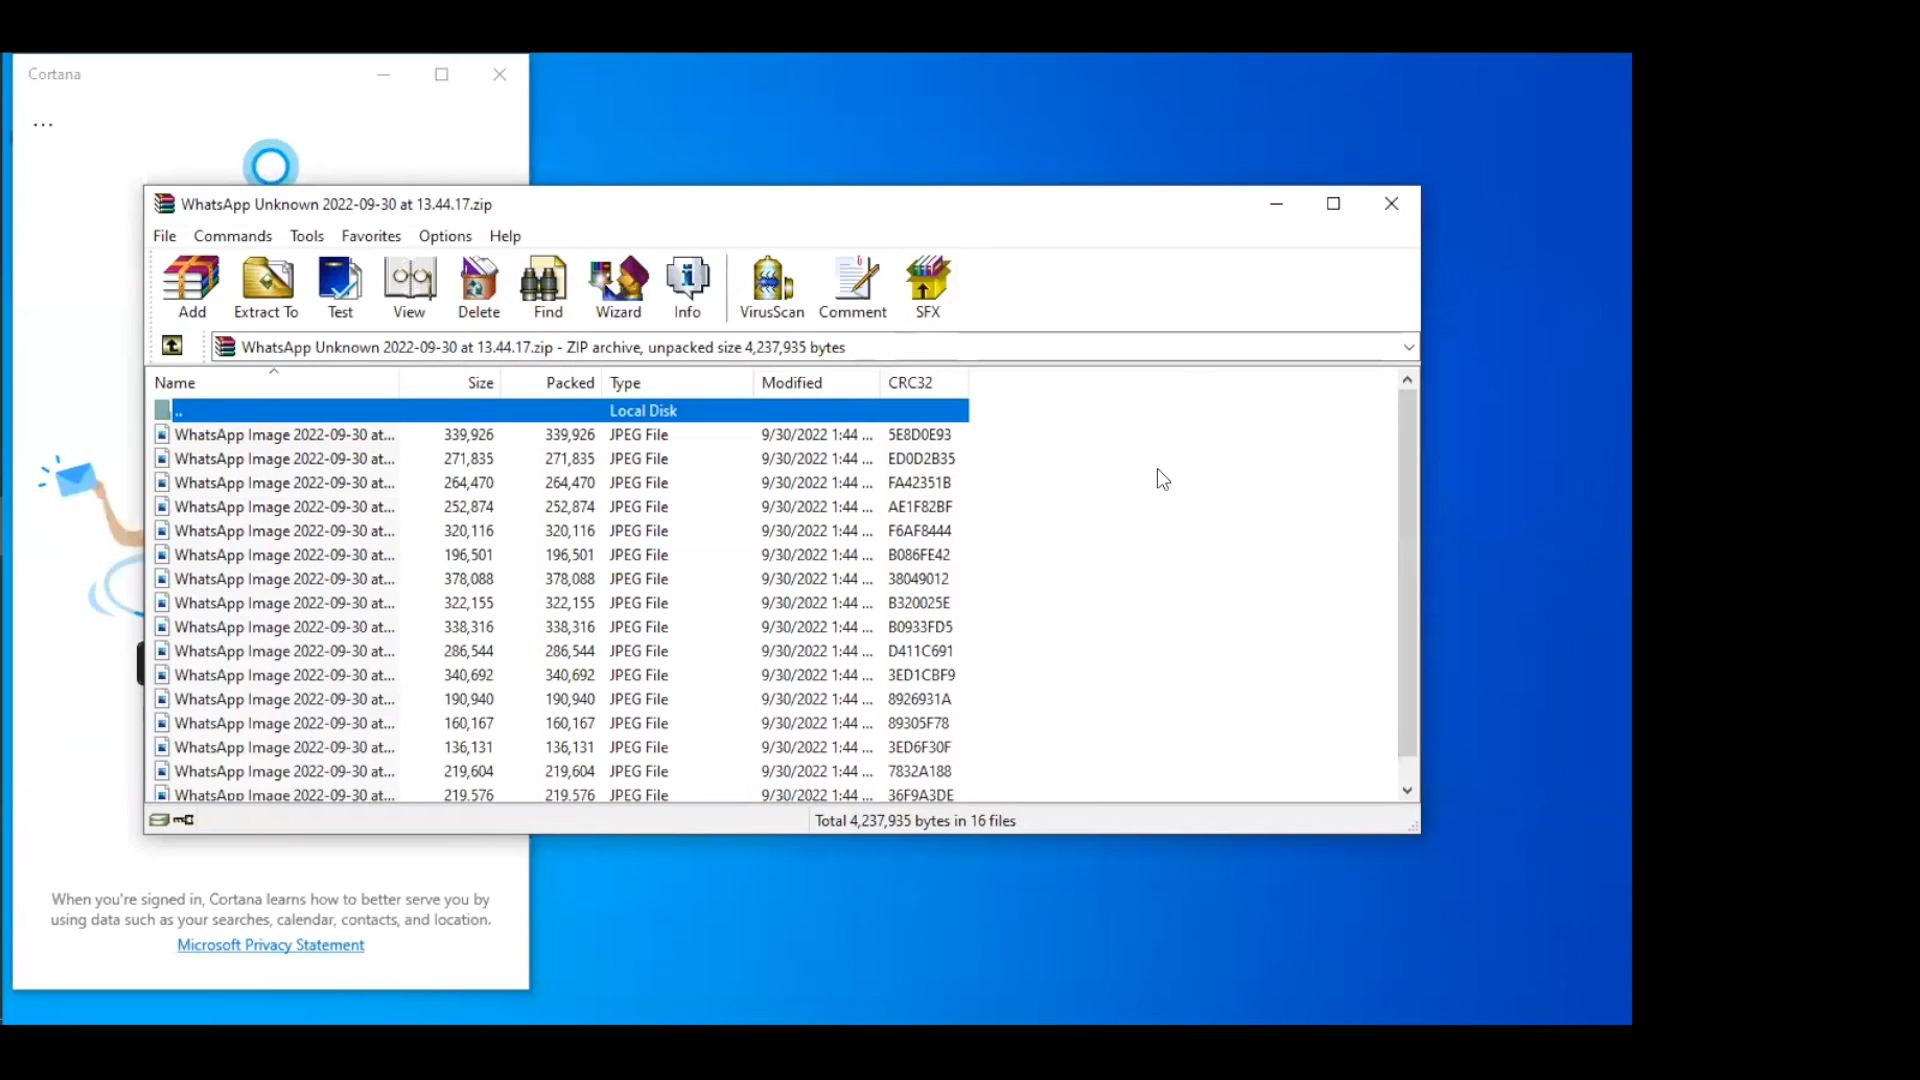 Cortana
...
WhatsApp Unknown 2022-09-30 at 13.44.17.zip
File Commands Tools Favorites Options Help
Add Extract To Test View Delete Find Wizard Info VirusScan Comment SFX
WhatsApp Unknown 2022-09-30 at 13.44.17.zip - ZIP archive, unpacked size 4,237,935 bytes
Name Size Packed Type Modified CRC32
.. Local Disk
WhatsApp Image 2022-09-30 at... 339,926 339,926 JPEG File 9/30/2022 1:44 ... 5E8D0E93
WhatsApp Image 2022-09-30 at... 271,835 271,835 JPEG File 9/30/2022 1:44 ... ED0D2B35
WhatsApp Image 2022-09-30 at... 264,470 264,470 JPEG File 9/30/2022 1:44 ... FA42351B
WhatsApp Image 2022-09-30 at... 252,874 252,874 JPEG File 9/30/2022 1:44 ... AE1F82BF
WhatsApp Image 2022-09-30 at... 320,116 320,116 JPEG File 9/30/2022 1:44 ... F6AF8444
WhatsApp Image 2022-09-30 at... 196,501 196,501 JPEG File 9/30/2022 1:44 ... B086FE42
WhatsApp Image 2022-09-30 at... 378,088 378,088 JPEG File 9/30/2022 1:44 ... 38049012
WhatsApp Image 2022-09-30 at... 322,155 322,155 JPEG File 9/30/2022 1:44 ... B320025E
WhatsApp Image 2022-09-30 at... 338,316 338,316 JPEG File 9/30/2022 1:44 ... B0933FD5
WhatsApp Image 2022-09-30 at... 286,544 286,544 JPEG File 9/30/2022 1:44 ... D411C691
WhatsApp Image 2022-09-30 at... 340,692 340,692 JPEG File 9/30/2022 1:44 ... 3ED1CBF9
WhatsApp Image 2022-09-30 at... 190,940 190,940 JPEG File 9/30/2022 1:44 ... 8926931A
WhatsApp Image 2022-09-30 at... 160,167 160,167 JPEG File 9/30/2022 1:44 ... 89305F78
WhatsApp Image 2022-09-30 at... 136,131 136,131 JPEG File 9/30/2022 1:44 ... 3ED6F30F
WhatsApp Image 2022-09-30 at... 219,604 219,604 JPEG File 9/30/2022 1:44 ... 7832A188
WhatsApp Image 2022-09-30 at... 219,576 219,576 JPEG File 9/30/2022 1:44 ... 36F9A3DE
Total 4,237,935 bytes in 16 files
When you're signed in, Cortana learns how to better serve you by
using data such as your searches, calendar, contacts, and location.
Microsoft Privacy Statement